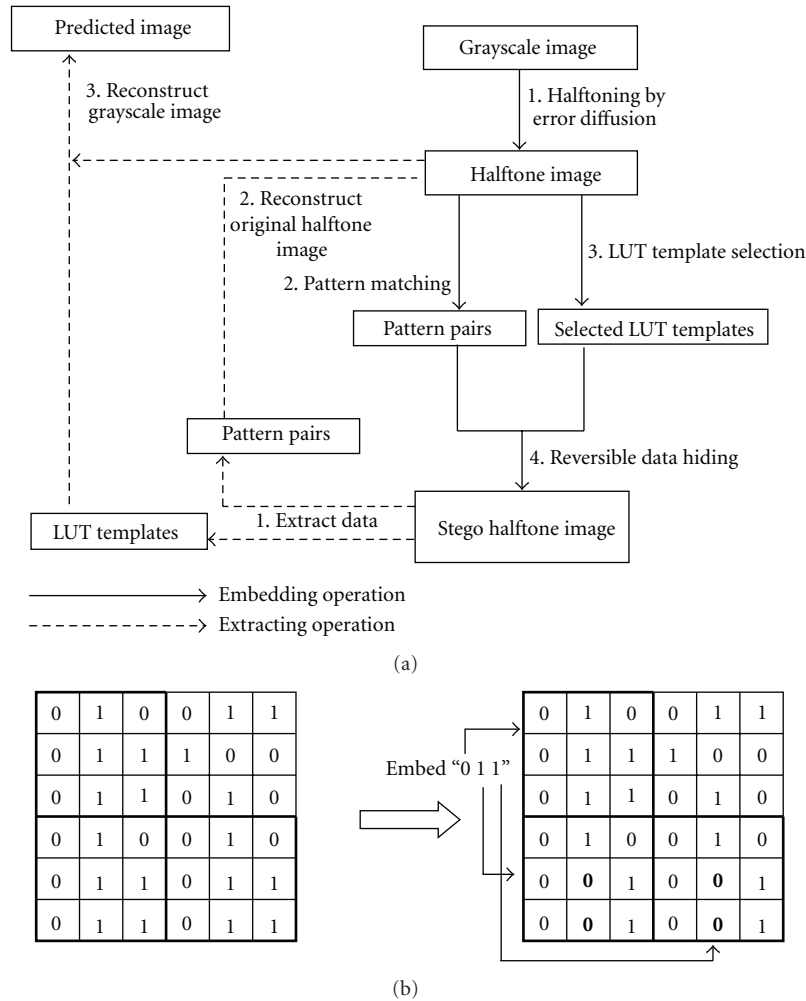 Predicted image
Grayscale image
3. Reconstruct
grayscale image
1. Halftoning by
error diffusion
Halftone image
2. Reconstruct
original halftone
image
3. LUT template selection
2. Pattern matching
Pattern pairs
Selected LUT templates
Pattern pairs
4. Reversible data hiding
1. Extract data
Stego halftone image
LUT templates
Embedding operation
Extracting operation
(a)
0 1 0 0 1 1
0 1 1 1 0 0
0 1 1 0 1 0
0 1 0 0 1 0
0 1 1 0 1 1
0 1 1 0 1 1
Embed “0 1 1”
0 1 0 0 1 1
0 1 1 1 0 0
0 1 1 0 1 0
0 1 0 0 1 0
0 0 1 0 0 1
0 0 1 0 0 1
(b)